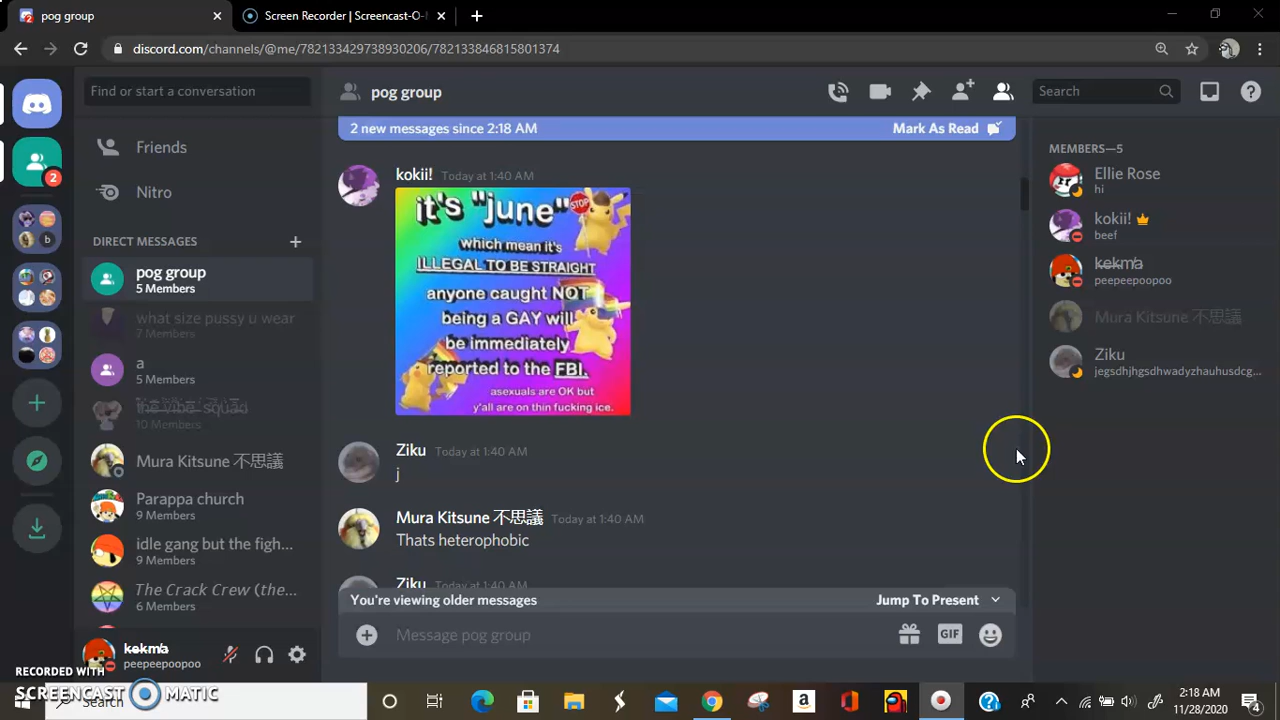 pog group
Screen Recorder | Screencast-O-
discord.com/channels/@me/782133429738930206/782133846815801374
Find or start a conversation
Friends
Nitro
2
DIRECT MESSAGES
pog group
5 Members
what size pussy u wear
7 Members
a
5 Members
the vibe squad
10 Members
Mura Kitsune 不思議
Parappa church
9 Members
idle gang but the figh...
9 Members
The Crack Crew (the...
6 Members
kekma
peepeepoopoo
pog group
Search
2 new messages since 2:18 AM
Mark As Read
kokii! Today at 1:40 AM
it's "june"
STOP
which mean it's
ILLEGAL TO BE STRAIGHT
anyone caught NOT
being a GAY will
be immediately
reported to the FBI.
asexuals are OK but
y'all are on thin fucking ice.
Ziku Today at 1:40 AM
j
Mura Kitsune 不思議 Today at 1:40 AM
Thats heterophobic
Ziku Today at 1:40 AM
You're viewing older messages
Jump To Present
Message pog group
GIF
MEMBERS—5
Ellie Rose
hi
kokii!
beef
kekma
peepeepoopoo
Mura Kitsune 不思議
Ziku
jegsdhjhgsdhwadyzhauhusdcg...
RECORDED WITH
SCREENCAST MATIC
Search
2:18 AM
11/28/2020
4